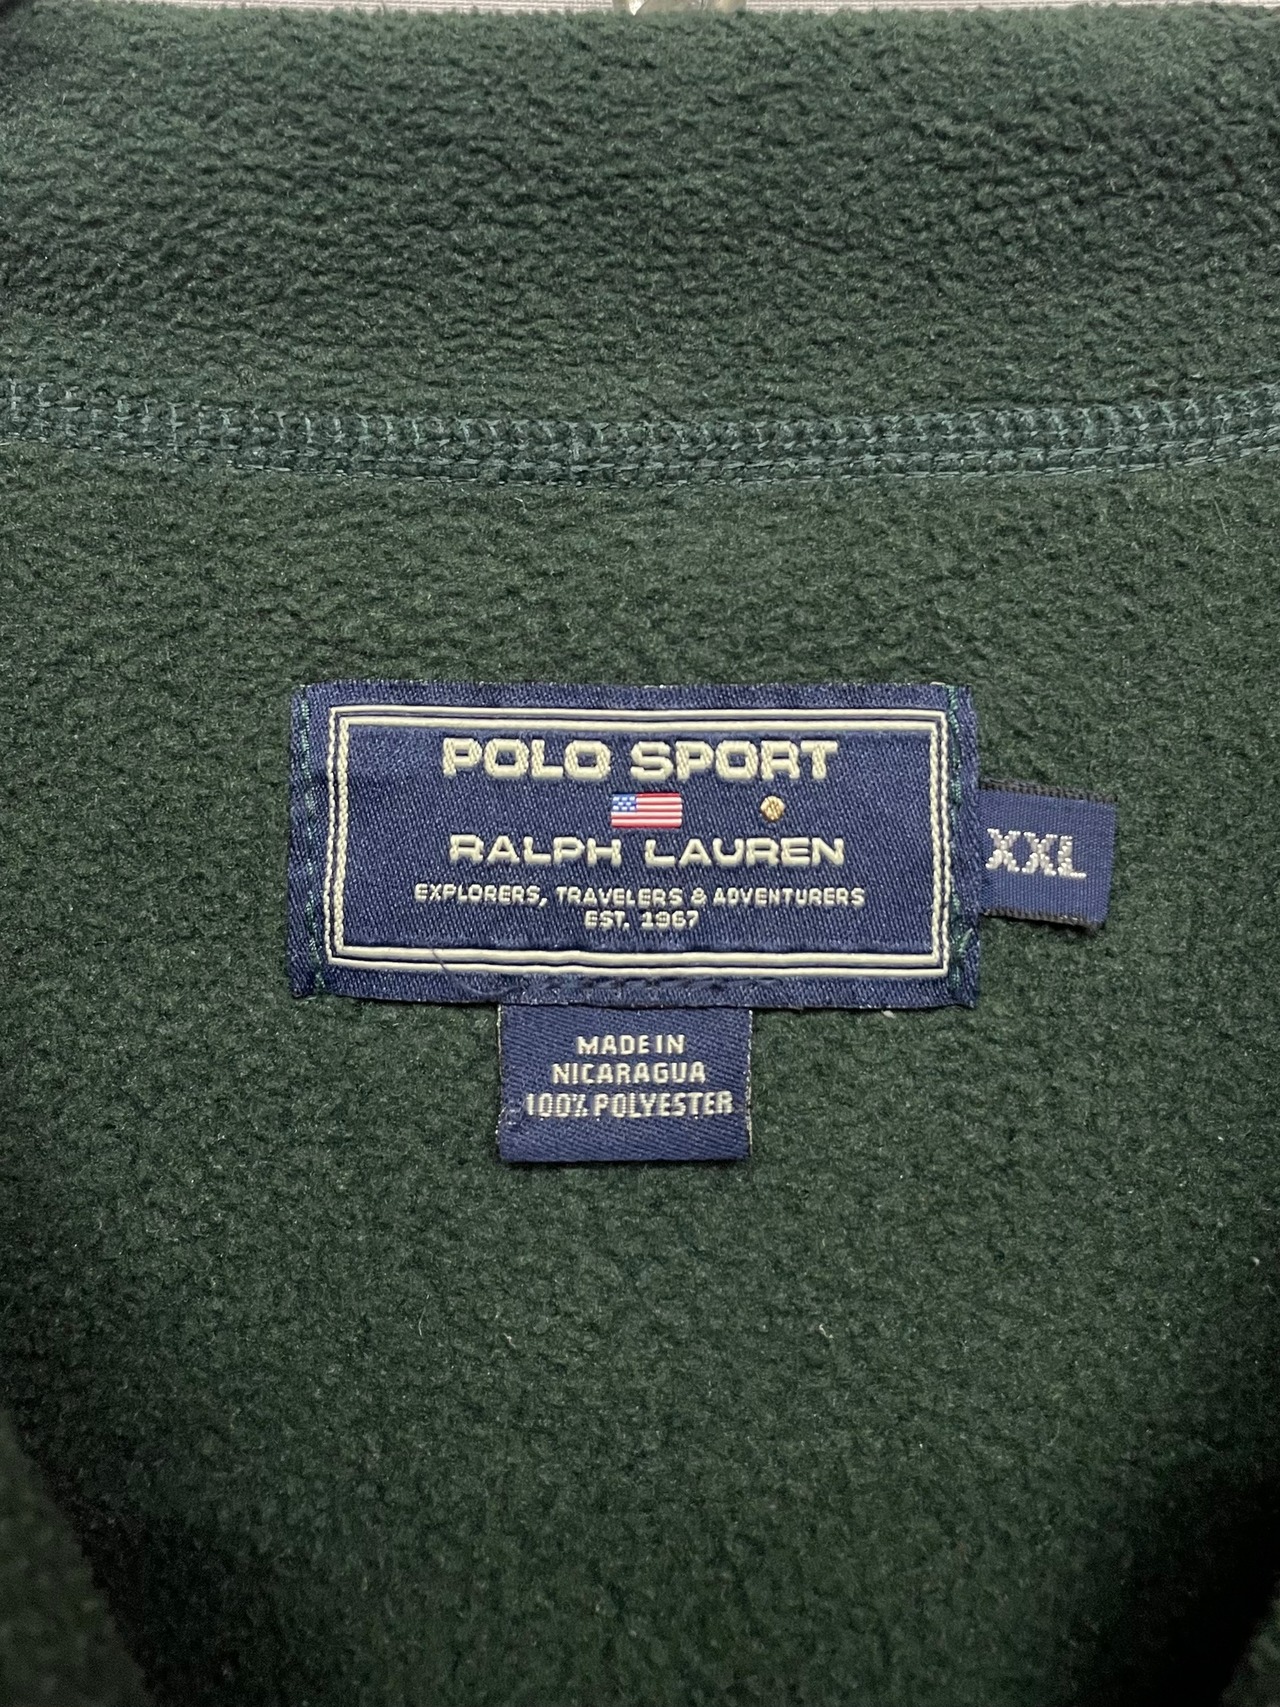 POLO SPORT
RALPH LAUREN
EXPLORERS, TRAVELERS & ADVENTURERS
EST. 1967
XXL
MADE IN
NICARAGUA
100% POLYESTER